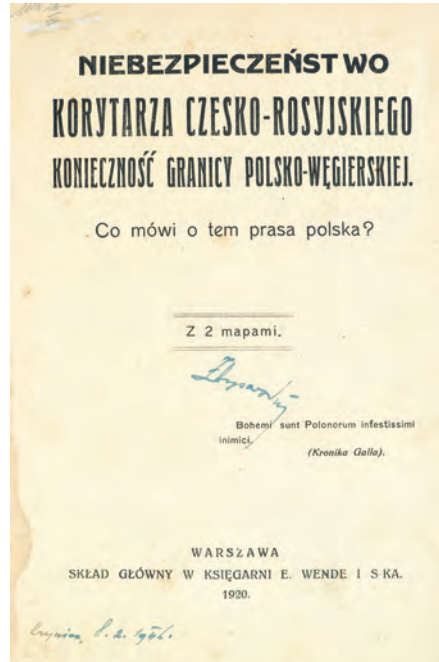 NIEBEZPIECZEŃSTWO
KORYTARZA CZESKO-ROSYJSKIEGO
KONIECZNOŚĆ GRANICY POLSKO-WĘGIERSKIEJ.
Co mówi o tem prasa polska?
Z 2 mapami.
Bohemi sunt Polonorum infestissimi
inimici.
(Kronika Galla).
WARSZAWA
SKŁAD GŁÓWNY W KSIĘGARNI E. WENDE I S-KA.
1920.